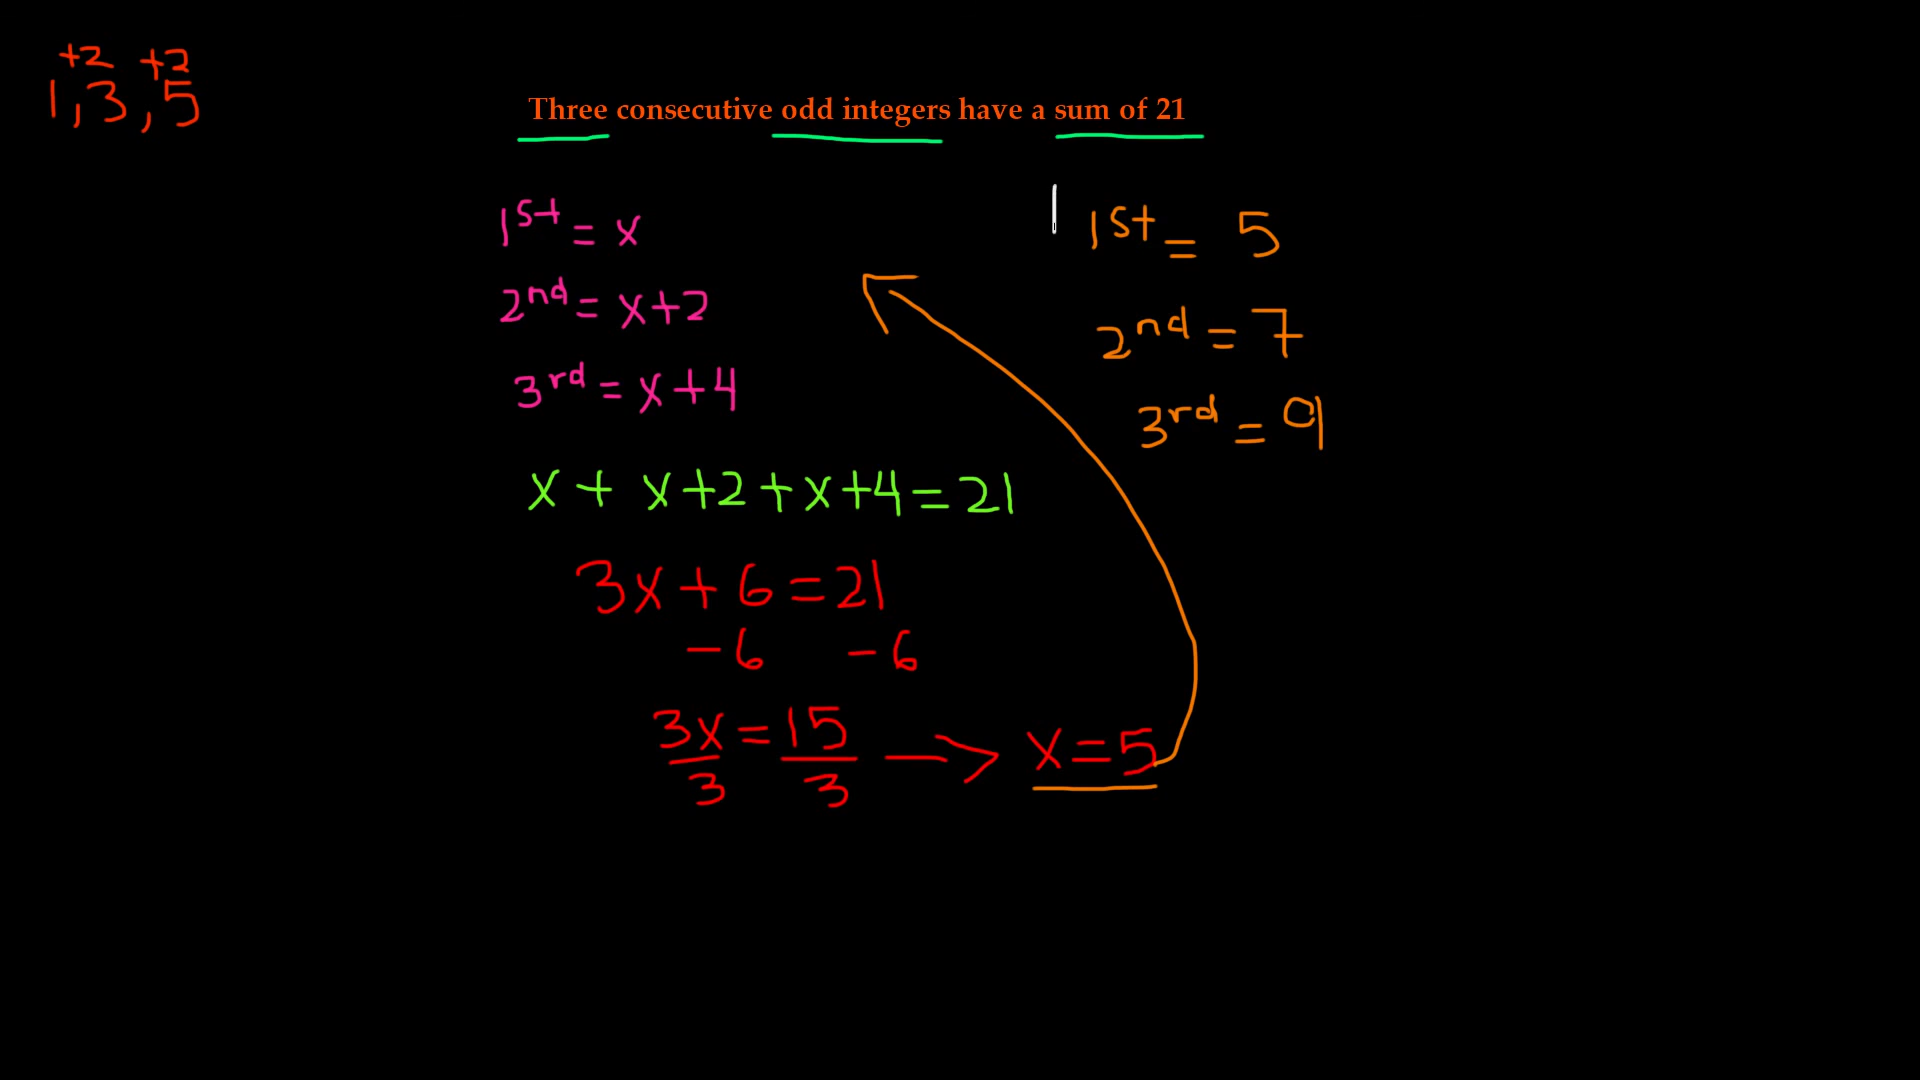 +2 +2
1,3,5
Three consecutive odd integers have a sum of 21
1st = x
2nd = x+2
3rd = x+4
x + x+2+x+4=21
3x+6=21
-6 -6
3x=15 x=5
3 3
1st = 5
2nd = 7
3rd = 9